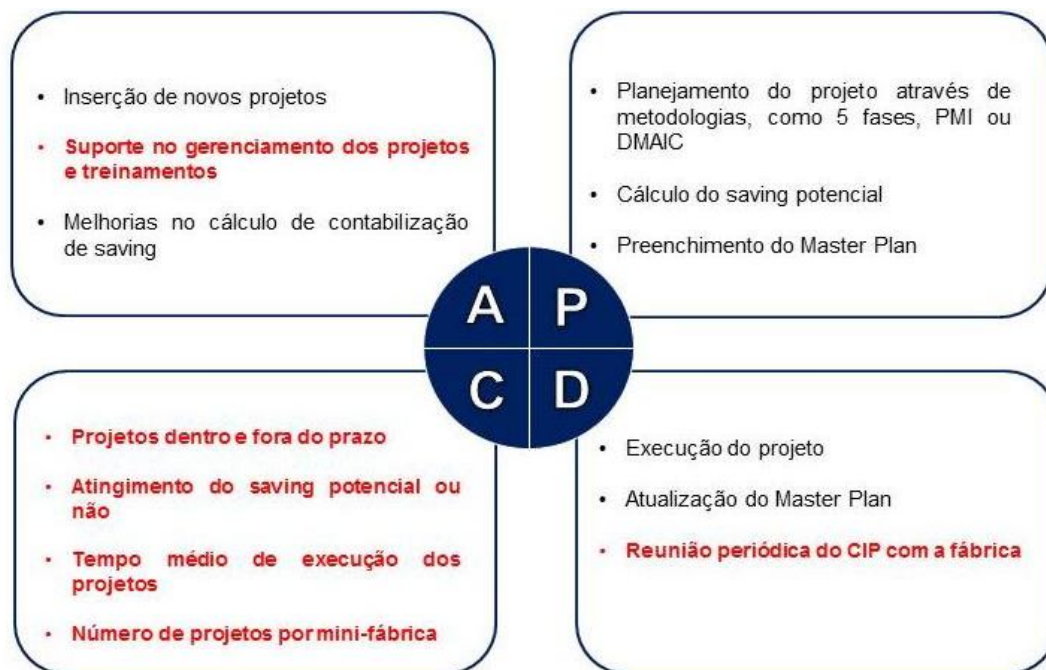 • Inserção de novos projetos
• Suporte no gerenciamento dos projetos
e treinamentos
• Melhorias no cálculo de contabilização
de saving
• Planejamento do projeto através de
metodologias, como 5 fases, PMI ou
DMAIC
• Cálculo do saving potencial
• Preenchimento do Master Plan
A P
C D
• Projetos dentro e fora do prazo
• Atingimento do saving potencial ou
não
• Tempo médio de execução dos
projetos
• Número de projetos por mini-fábrica
• Execução do projeto
• Atualização do Master Plan
• Reunião periódica do CIP com a fábrica